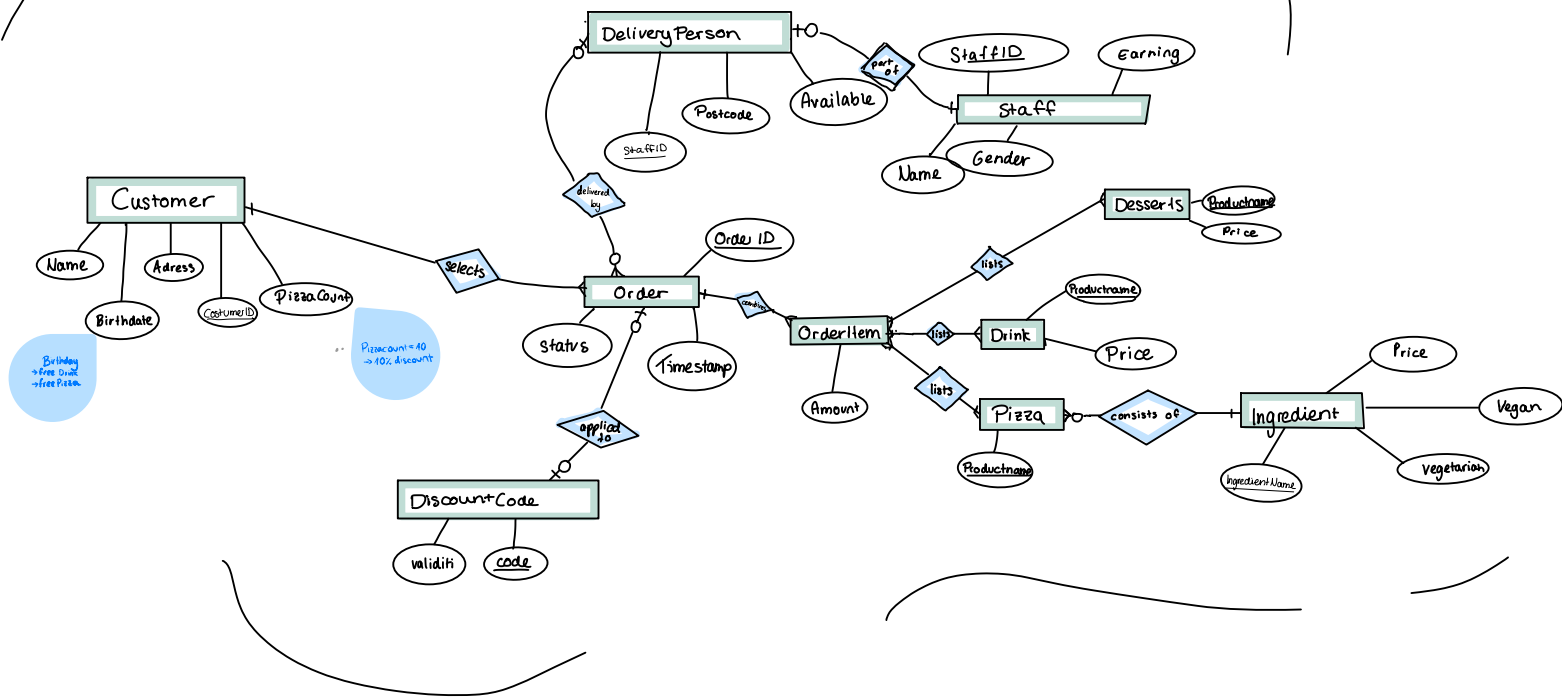 DeliveryPerson
part
of
StaffID
Earning
Available
Postcode
Staff
StaffID
Name
Gender
delivered
by
Customer
Desserts
Productname
Price
Order ID
Name
Adress
selects
lists
CostumerID
PizzaCount
Birthdate
Order
Productname
OrderItem
lists
Drink
Status
Timestamp
Price
Pizzacount = 10
→ 10% discount
Birthday
→ free Drink
→ free Pizza
Price
lists
Amount
Pizza
consists of
Ingredient
Vegan
applied
to
Productname
Vegetarian
IngredientName
DiscountCode
validiti
code